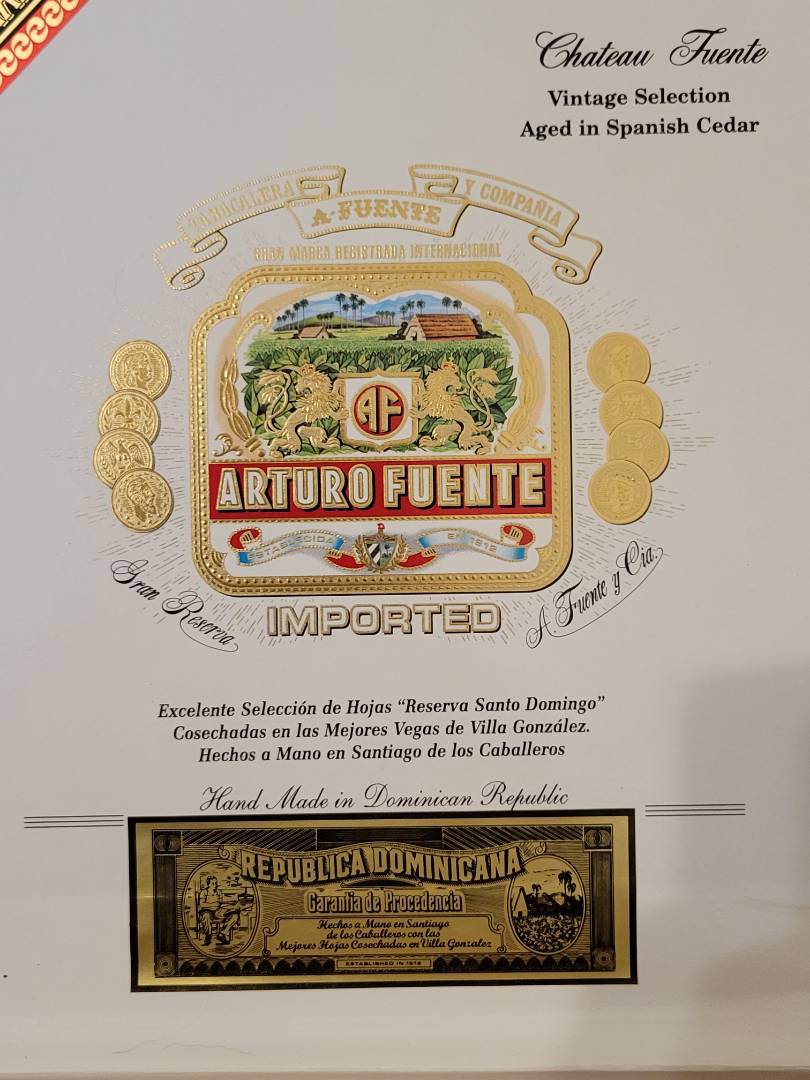 Chateau Fuente
Vintage Selection
Aged in Spanish Cedar
TABACALERA
A. FUENTE
Y COMPAÑIA
GRAN MARCA REGISTRADA INTERNACIONAL
AF
ARTURO FUENTE
ESTABLECIDA
EN 1912
Gran Reserva
IMPORTED
A. Fuente y Cia.
Excelente Selección de Hojas “Reserva Santo Domingo”
Cosechadas en las Mejores Vegas de Villa González.
Hechos a Mano en Santiago de los Caballeros
Hand Made in Dominican Republic
REPUBLICA DOMINICANA
Garantia de Procedencia
Hechos a Mano en Santiago
de los Caballeros con las
Mejores Hojas Cosechadas en Villa Gonzalez
ESTABLISHED IN 1912